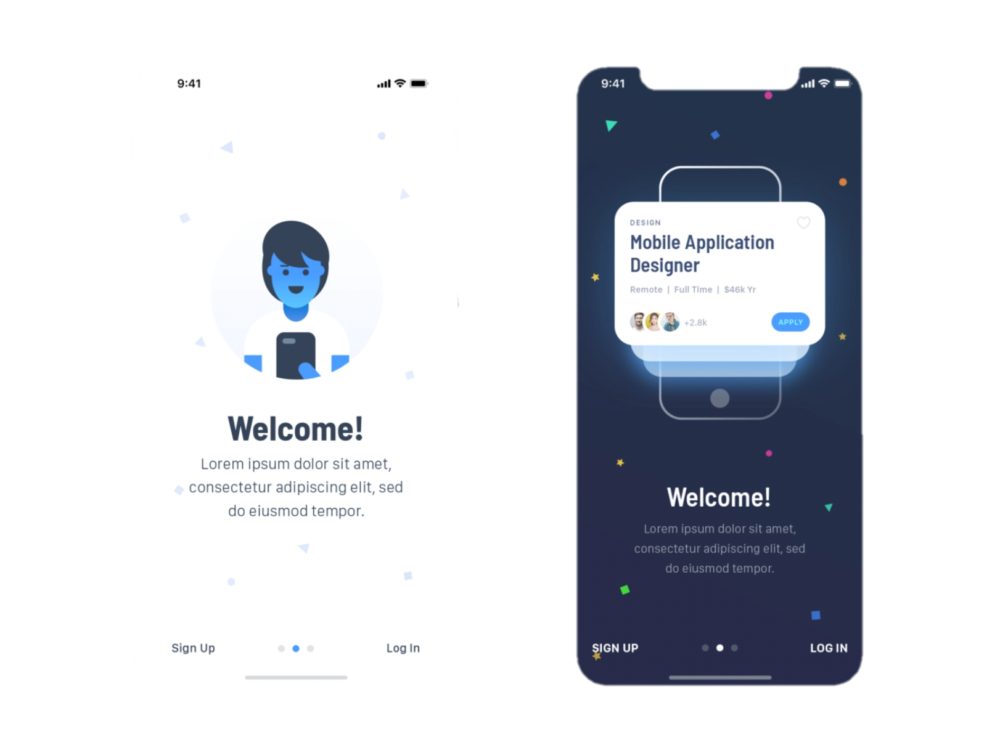 9:41
Welcome!
Lorem ipsum dolor sit amet,
consectetur adipiscing elit, sed
do eiusmod tempor.
Sign Up
Log In
9:41
DESIGN
Mobile Application
Designer
Remote | Full Time | $46k Yr
+2.8k
APPLY
Welcome!
Lorem ipsum dolor sit amet,
consectetur adipiscing elit, sed
do eiusmod tempor.
SIGN UP
LOG IN